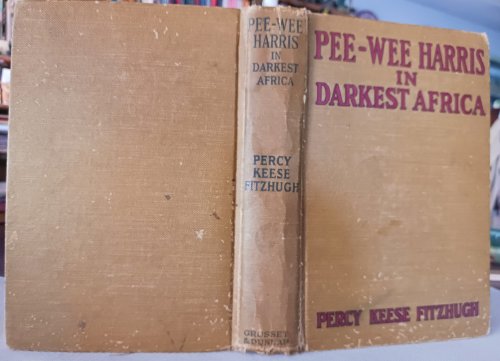 PEE-WEE
HARRIS
IN
DARKEST
AFRICA
PERCY
KEESE
FITZHUGH
GROSSET
& DUNLAP
PEE-WEE HARRIS
IN
DARKEST AFRICA
PERCY KEESE FITZHUGH